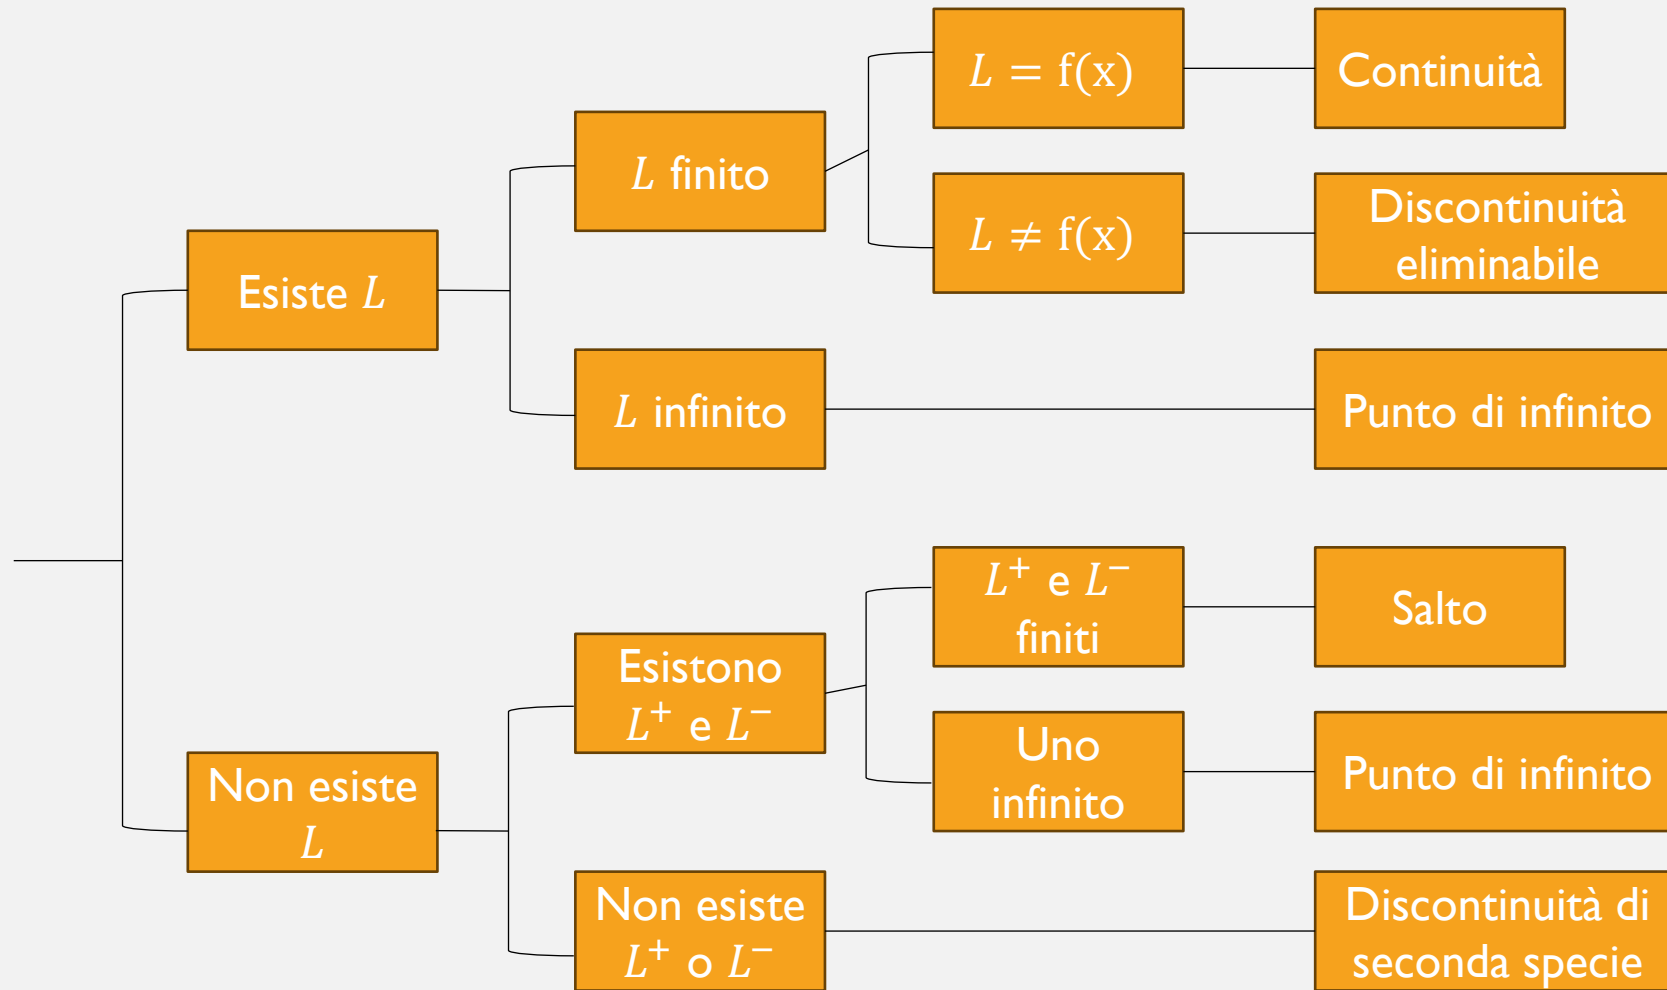 L = f(x)
Continuità
L finito
L ≠ f(x)
Discontinuità
eliminabile
Esiste L
L infinito
Punto di infinito
L⁺ e L⁻
finiti
Salto
Esistono
L⁺ e L⁻
Uno
infinito
Punto di infinito
Non esiste
L
Non esiste
L⁺ o L⁻
Discontinuità di
seconda specie